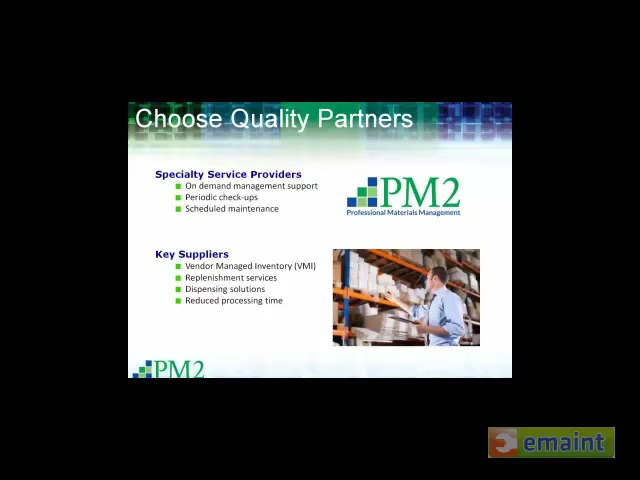 Choose Quality Partners
Specialty Service Providers
On demand management support
Periodic check-ups
Scheduled maintenance
PM2
Professional Materials Management
Key Suppliers
Vendor Managed Inventory (VMI)
Replenishment services
Dispensing solutions
Reduced processing time
PM2
emaint